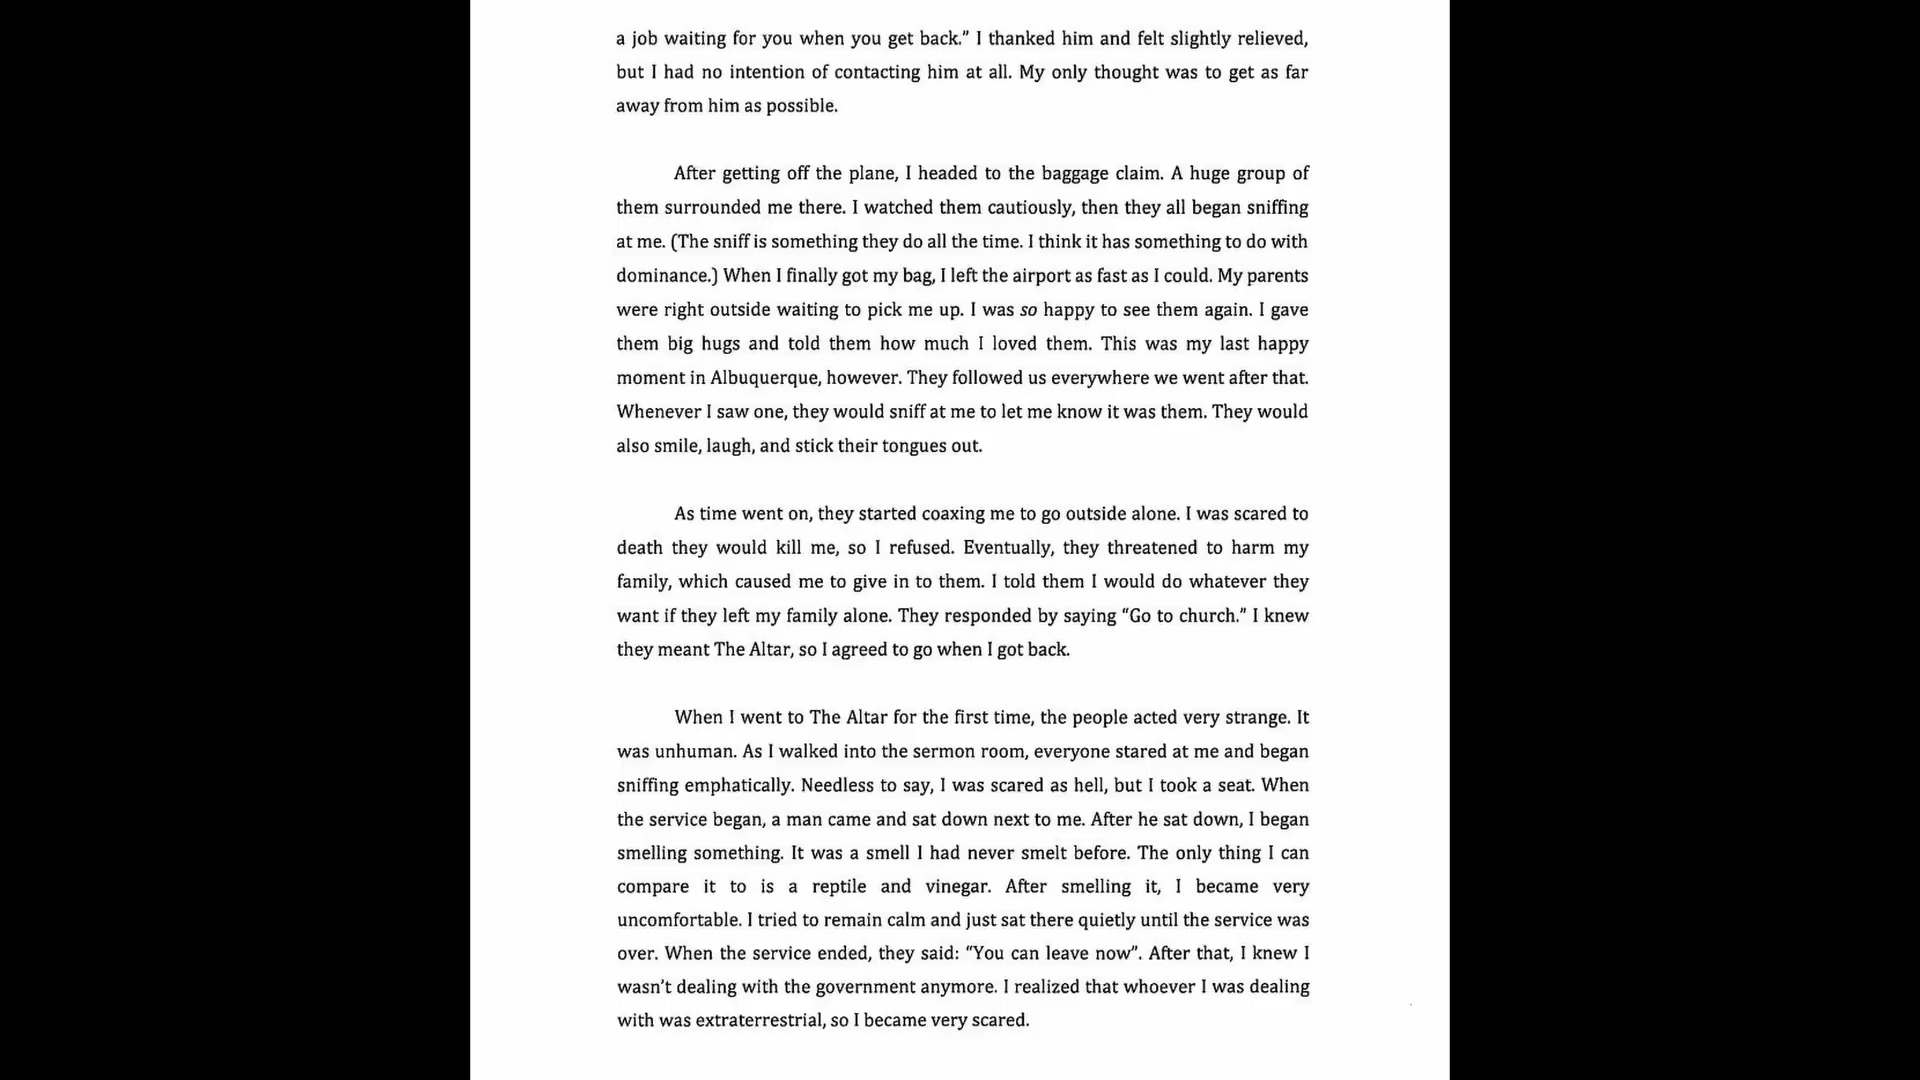 a job waiting for you when you get back.” I thanked him and felt slightly relieved,
but I had no intention of contacting him at all. My only thought was to get as far
away from him as possible.
After getting off the plane, I headed to the baggage claim. A huge group of
them surrounded me there. I watched them cautiously, then they all began sniffing
at me. (The sniff is something they do all the time. I think it has something to do with
dominance.) When I finally got my bag, I left the airport as fast as I could. My parents
were right outside waiting to pick me up. I was so happy to see them again. I gave
them big hugs and told them how much I loved them. This was my last happy
moment in Albuquerque, however. They followed us everywhere we went after that.
Whenever I saw one, they would sniff at me to let me know it was them. They would
also smile, laugh, and stick their tongues out.
As time went on, they started coaxing me to go outside alone. I was scared to
death they would kill me, so I refused. Eventually, they threatened to harm my
family, which caused me to give in to them. I told them I would do whatever they
want if they left my family alone. They responded by saying “Go to church.” I knew
they meant The Altar, so I agreed to go when I got back.
When I went to The Altar for the first time, the people acted very strange. It
was unhuman. As I walked into the sermon room, everyone stared at me and began
sniffing emphatically. Needless to say, I was scared as hell, but I took a seat. When
the service began, a man came and sat down next to me. After he sat down, I began
smelling something. It was a smell I had never smelt before. The only thing I can
compare it to is a reptile and vinegar. After smelling it, I became very
uncomfortable. I tried to remain calm and just sat there quietly until the service was
over. When the service ended, they said: “You can leave now”. After that, I knew I
wasn’t dealing with the government anymore. I realized that whoever I was dealing
with was extraterrestrial, so I became very scared.